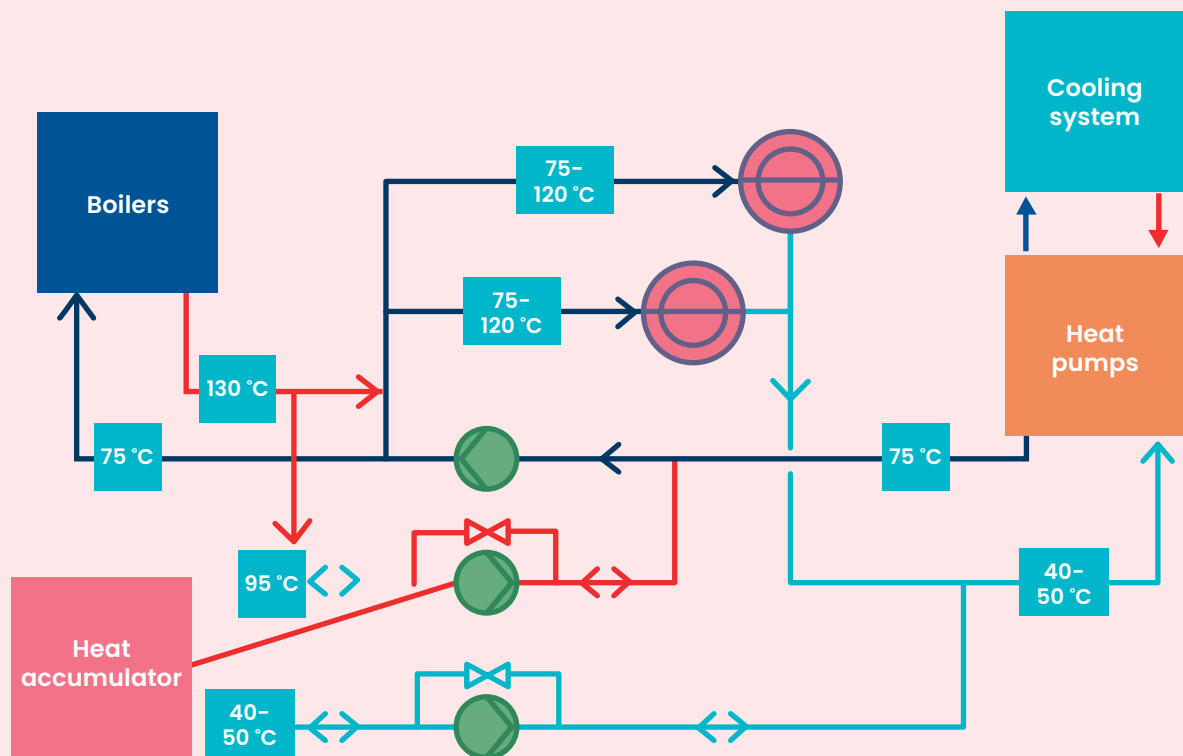 Cooling
system
Boilers
75–
120 °C
75–
120 °C
Heat
pumps
130 °C
75 °C
75 °C
95 °C
40–
50 °C
Heat
accumulator
40–
50 °C